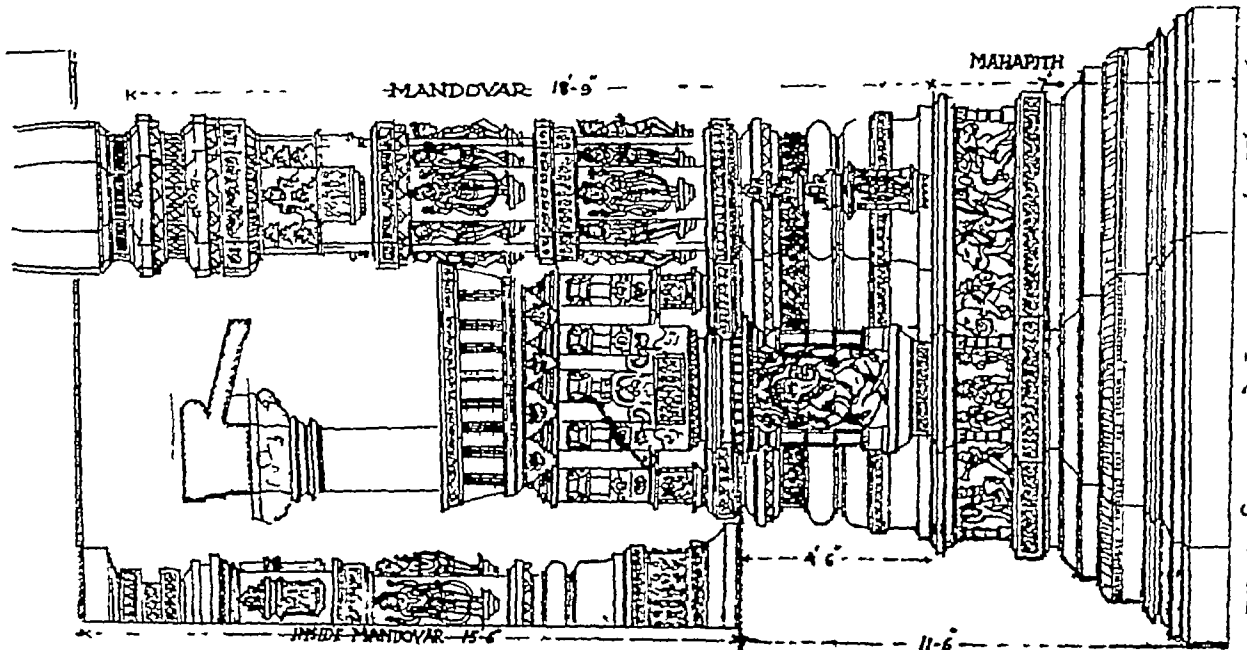 MAHAPITH
MANDOVAR 18'-9"
4'6"
INSIDE MANDOVAR 15-6"
11-6"